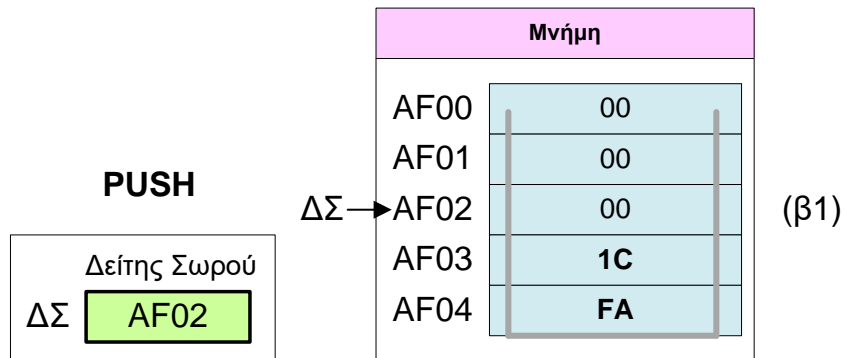 Μνήμη
AF00 00
AF01 00
PUSH
ΔΣ AF02 00 (β1)
AF03 1C
Δείτης Σωρού
ΔΣ AF02
AF04 FA